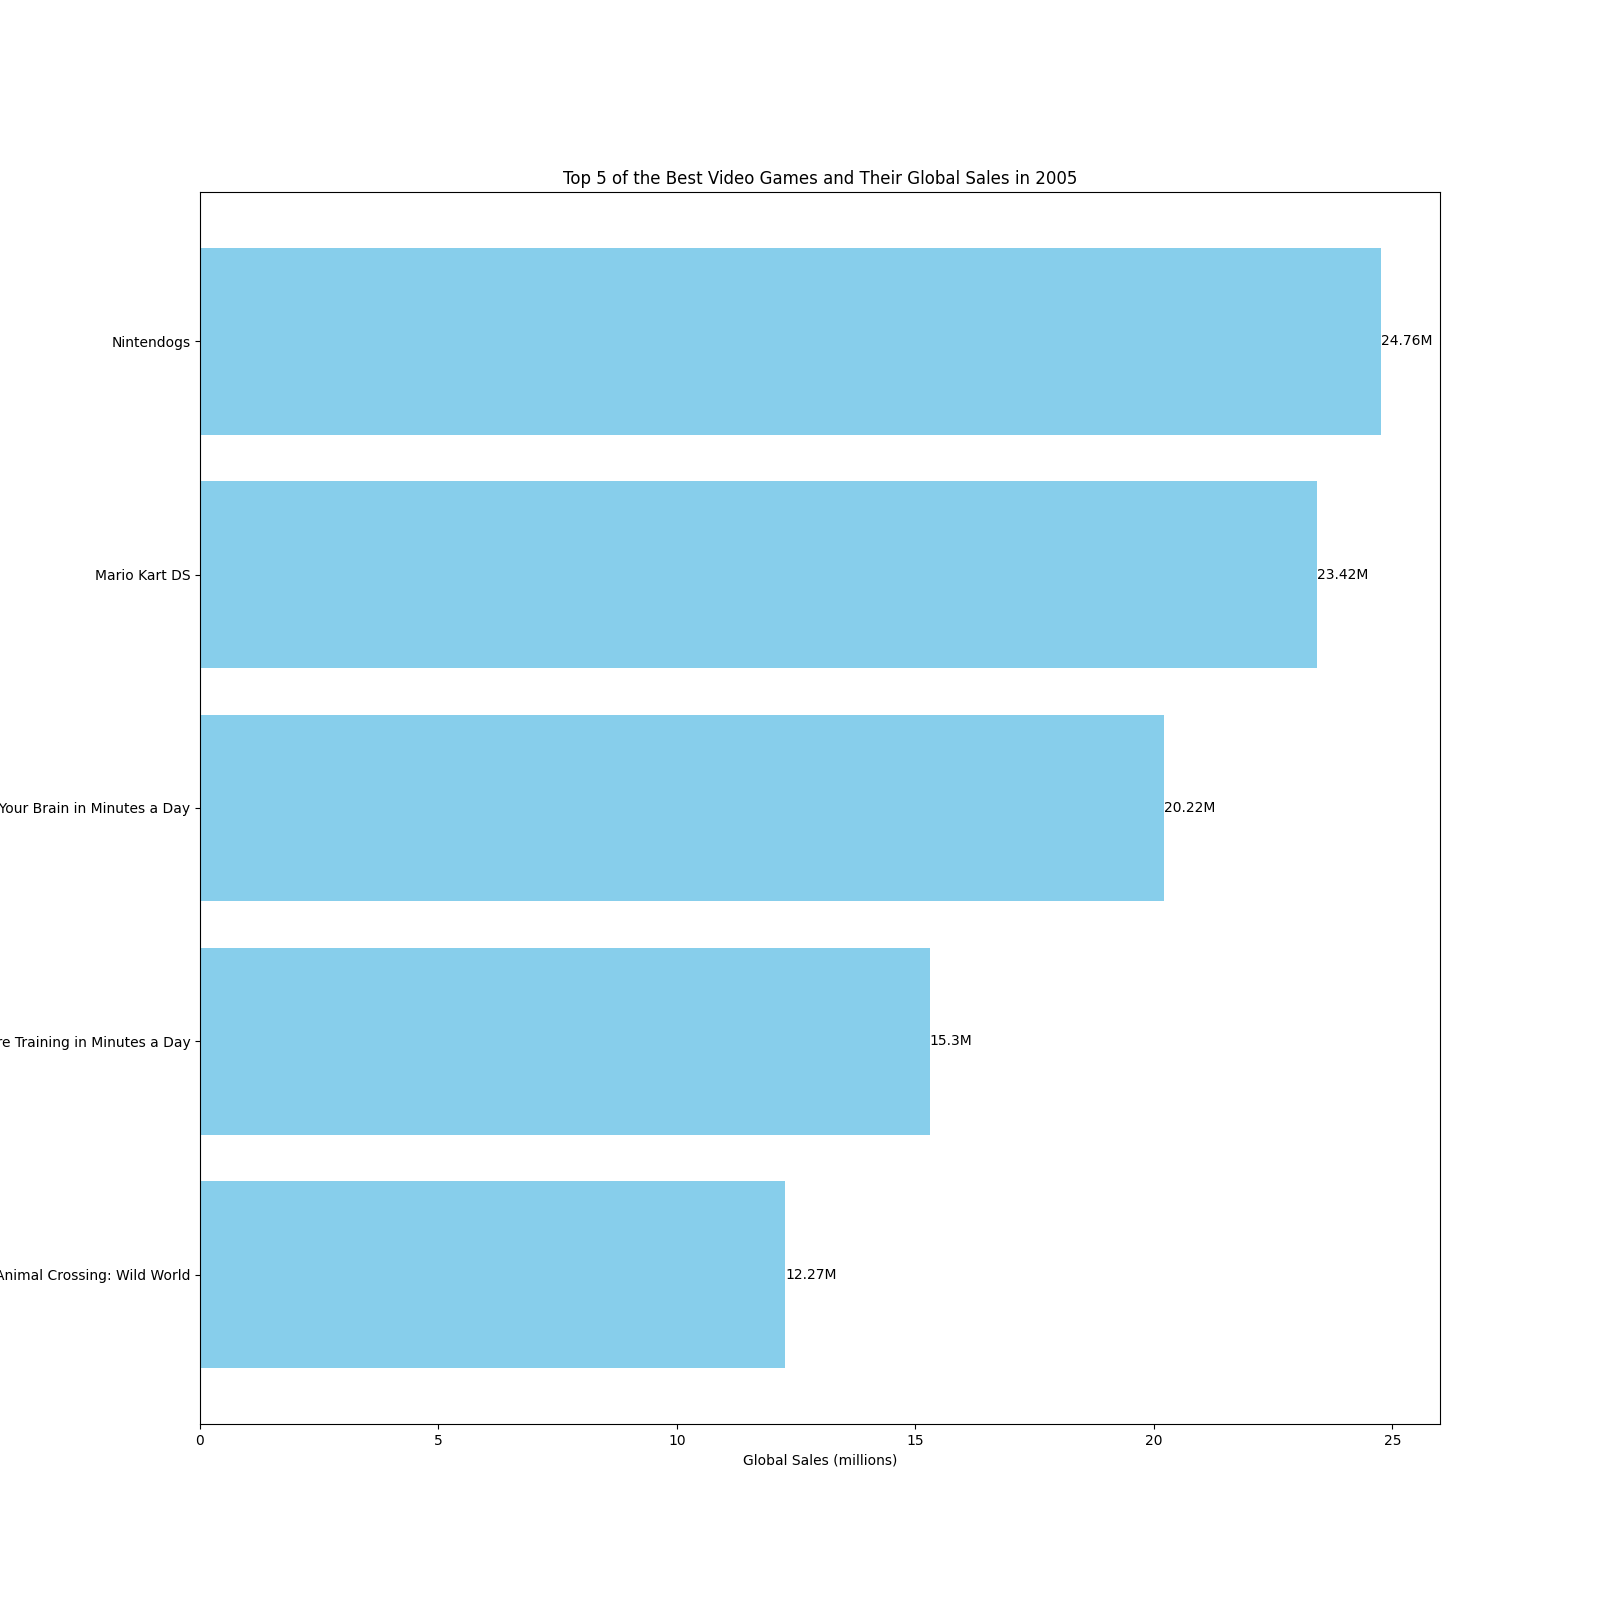 Top 5 of the Best Video Games and Their Global Sales in 2005
Nintendogs
24.76M
Mario Kart DS
23.42M
Your Brain in Minutes a Day
20.22M
Training in Minutes a Day
15.3M
Animal Crossing: Wild World
12.27M
0 5 10 15 20 25
Global Sales (millions)